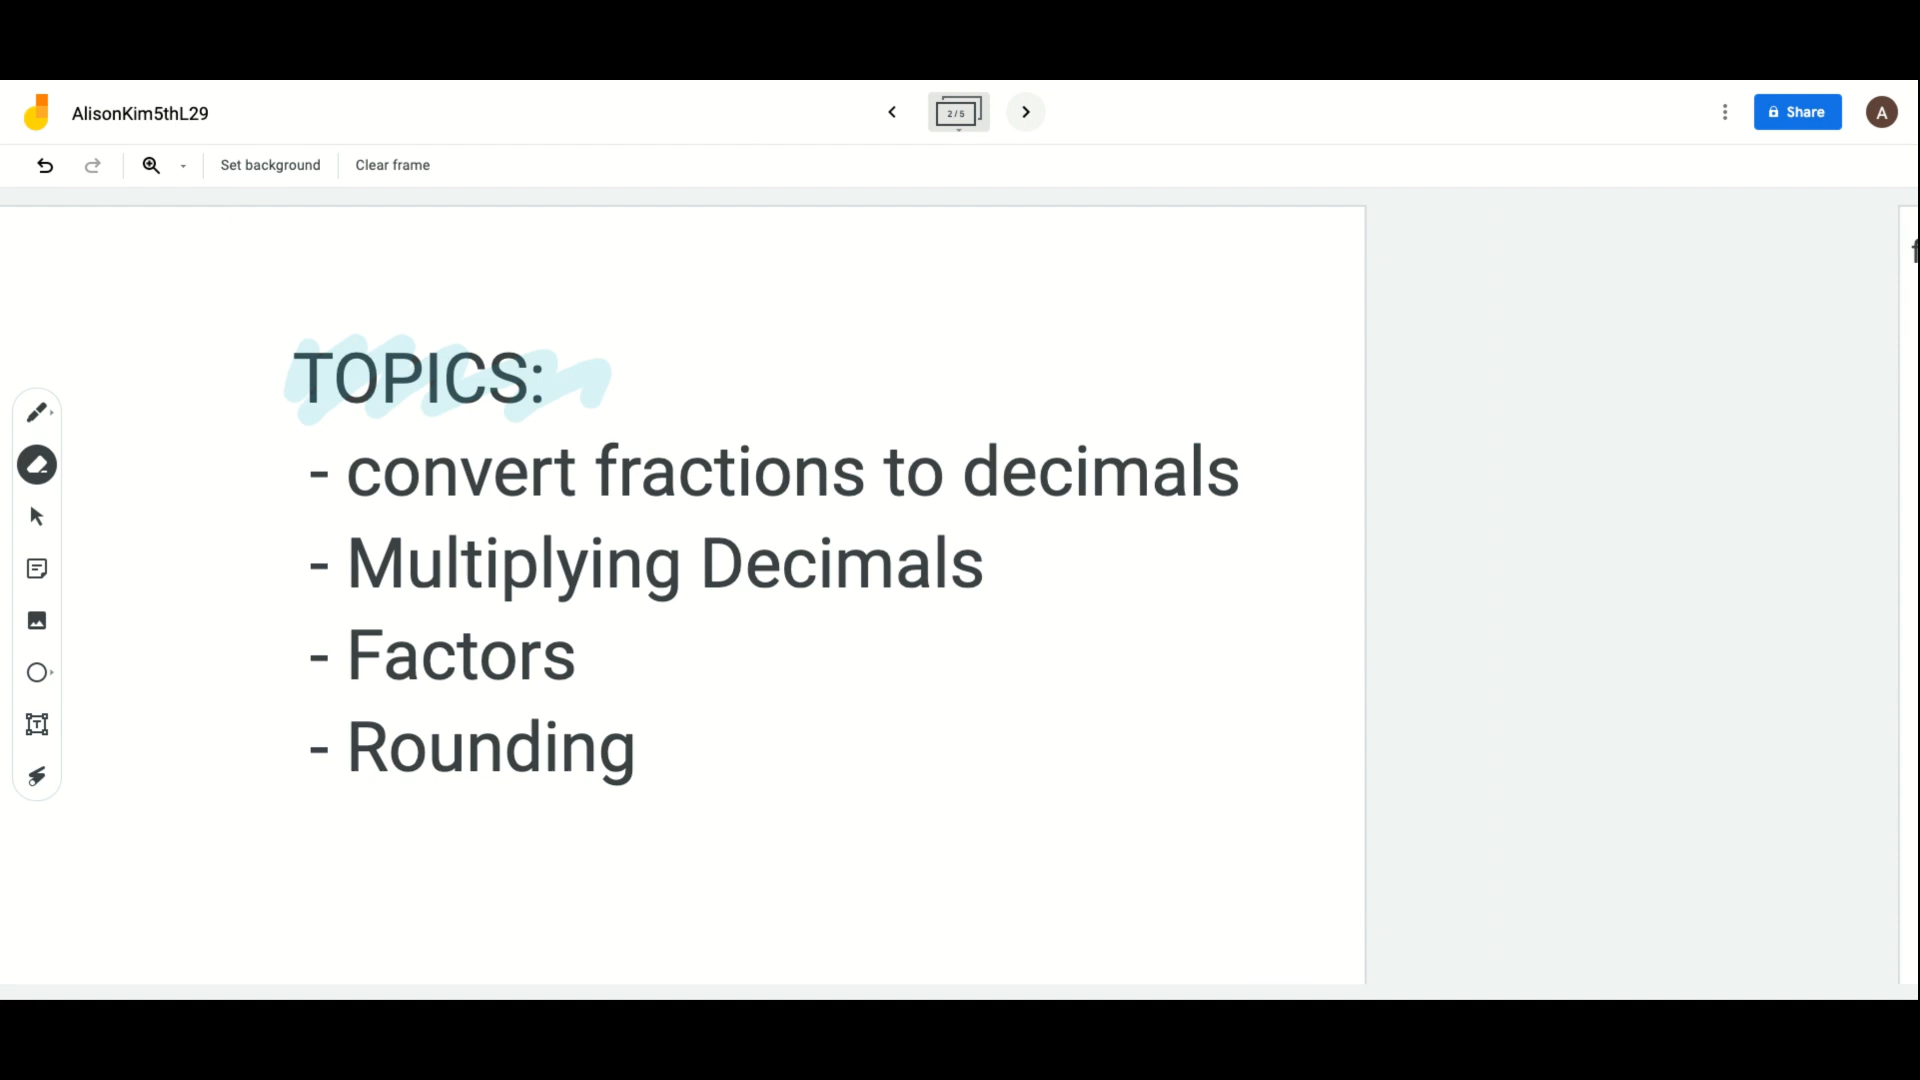 AlisonKim5thL29
2 / 5
Share
A
Set background
Clear frame
TOPICS:
- convert fractions to decimals
- Multiplying Decimals
- Factors
- Rounding